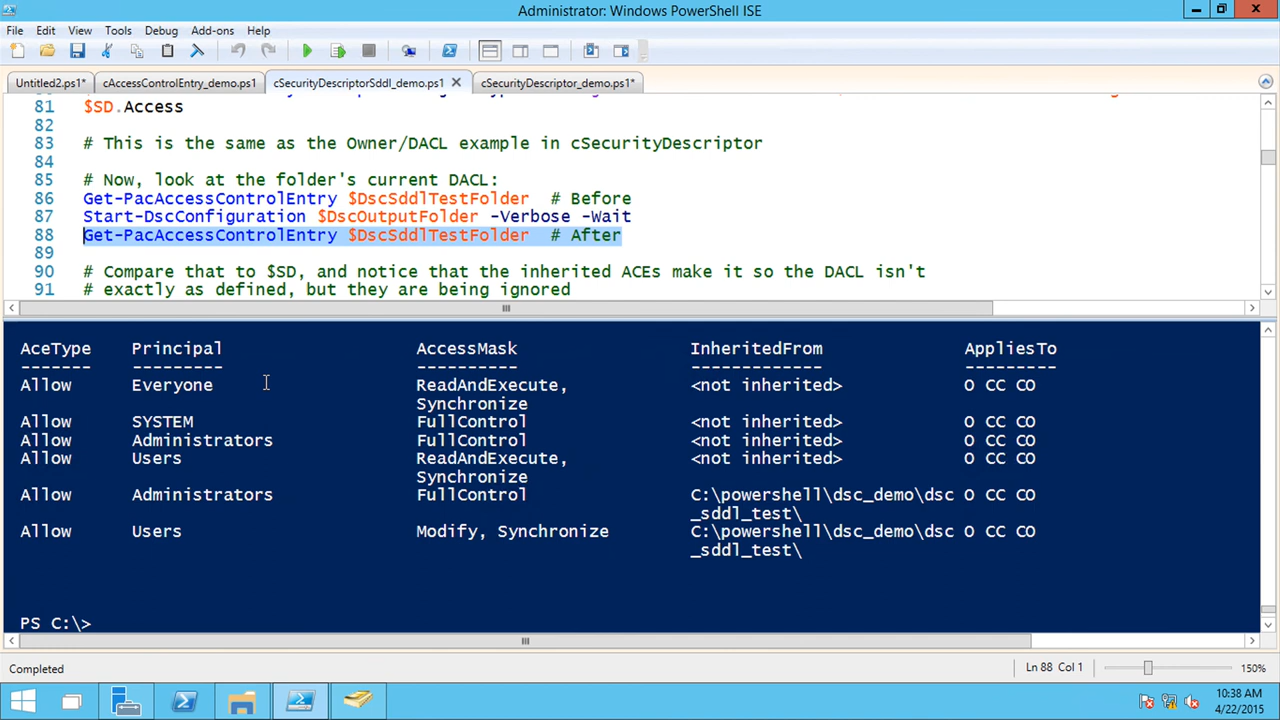 Administrator: Windows PowerShell ISE
File Edit View Tools Debug Add-ons Help
Untitled2.ps1* cAccessControlEntry_demo.ps1 cSecurityDescriptorSddl_demo.ps1 cSecurityDescriptor_demo.ps1*
81 $SD.Access
82
83 # This is the same as the Owner/DACL example in cSecurityDescriptor
84
85 # Now, look at the folder's current DACL:
86 Get-PacAccessControlEntry $DscSddlTestFolder # Before
87 Start-DscConfiguration $DscOutputFolder -Verbose -Wait
88 Get-PacAccessControlEntry $DscSddlTestFolder # After
89
90 # Compare that to $SD, and notice that the inherited ACEs make it so the DACL isn't
91 # exactly as defined, but they are being ignored
AceType Principal AccessMask InheritedFrom AppliesTo
------- --------- ---------- ------------- ---------
Allow Everyone ReadAndExecute, <not inherited> O CC CO
Synchronize
Allow SYSTEM FullControl <not inherited> O CC CO
Allow Administrators FullControl <not inherited> O CC CO
Allow Users ReadAndExecute, <not inherited> O CC CO
Synchronize
Allow Administrators FullControl C:\powershell\dsc_demo\dsc O CC CO
_sddl_test\
Allow Users Modify, Synchronize C:\powershell\dsc_demo\dsc O CC CO
_sddl_test\
PS C:\>
Completed Ln 88 Col 1 150%
10:38 AM
4/22/2015